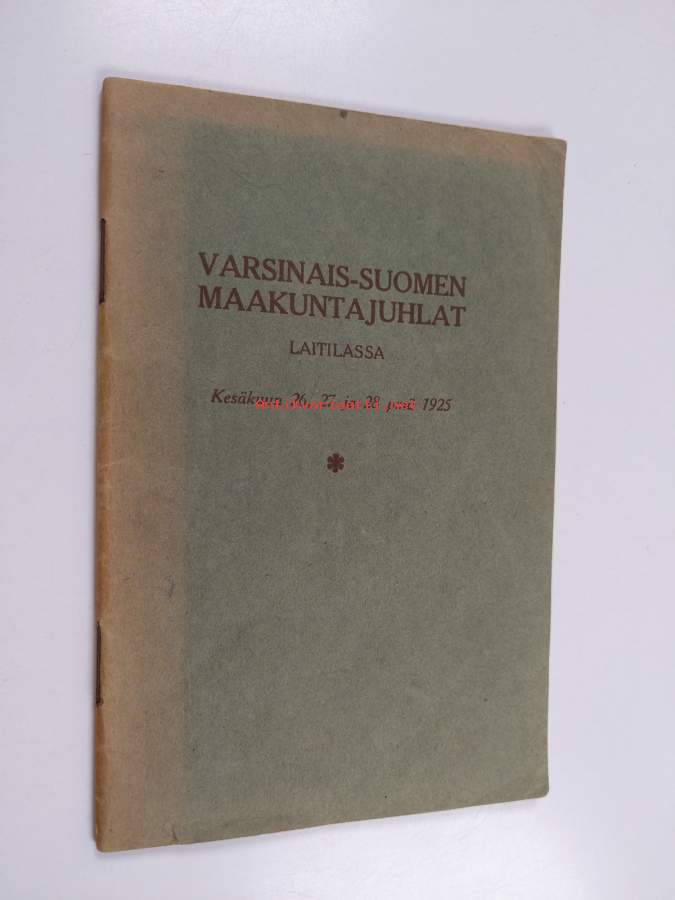 VARSINAIS-SUOMEN
MAAKUNTAJUHLAT
LAITILASSA
Kesäkuun 26, 27 ja 28 p:nä 1925